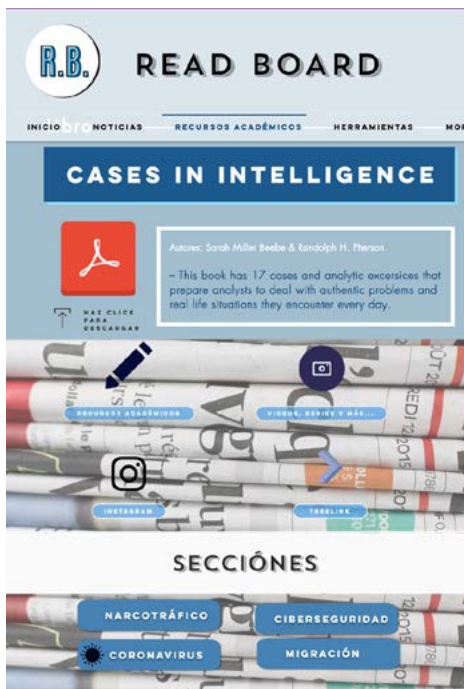 R.B.
READ BOARD
INICIO
NOTICIAS
RECURSOS ACADÉMICOS
HERRAMIENTAS
CASES IN INTELLIGENCE
Autores: Sarah Miller Beebe & Randolph H. Pherson
– This book has 17 cases and analytic excersices that
prepare analysts to deal with authentic problems and
real life situations they encounter every day.
HAZ CLICK
PARA
DESCARGAR
RECURSOS ACADÉMICOS
VIDEOS, SERIES Y MÁS...
INSTAGRAM
TREELINK
SECCIÓNES
NARCOTRÁFICO
CIBERSEGURIDAD
CORONAVIRUS
MIGRACIÓN